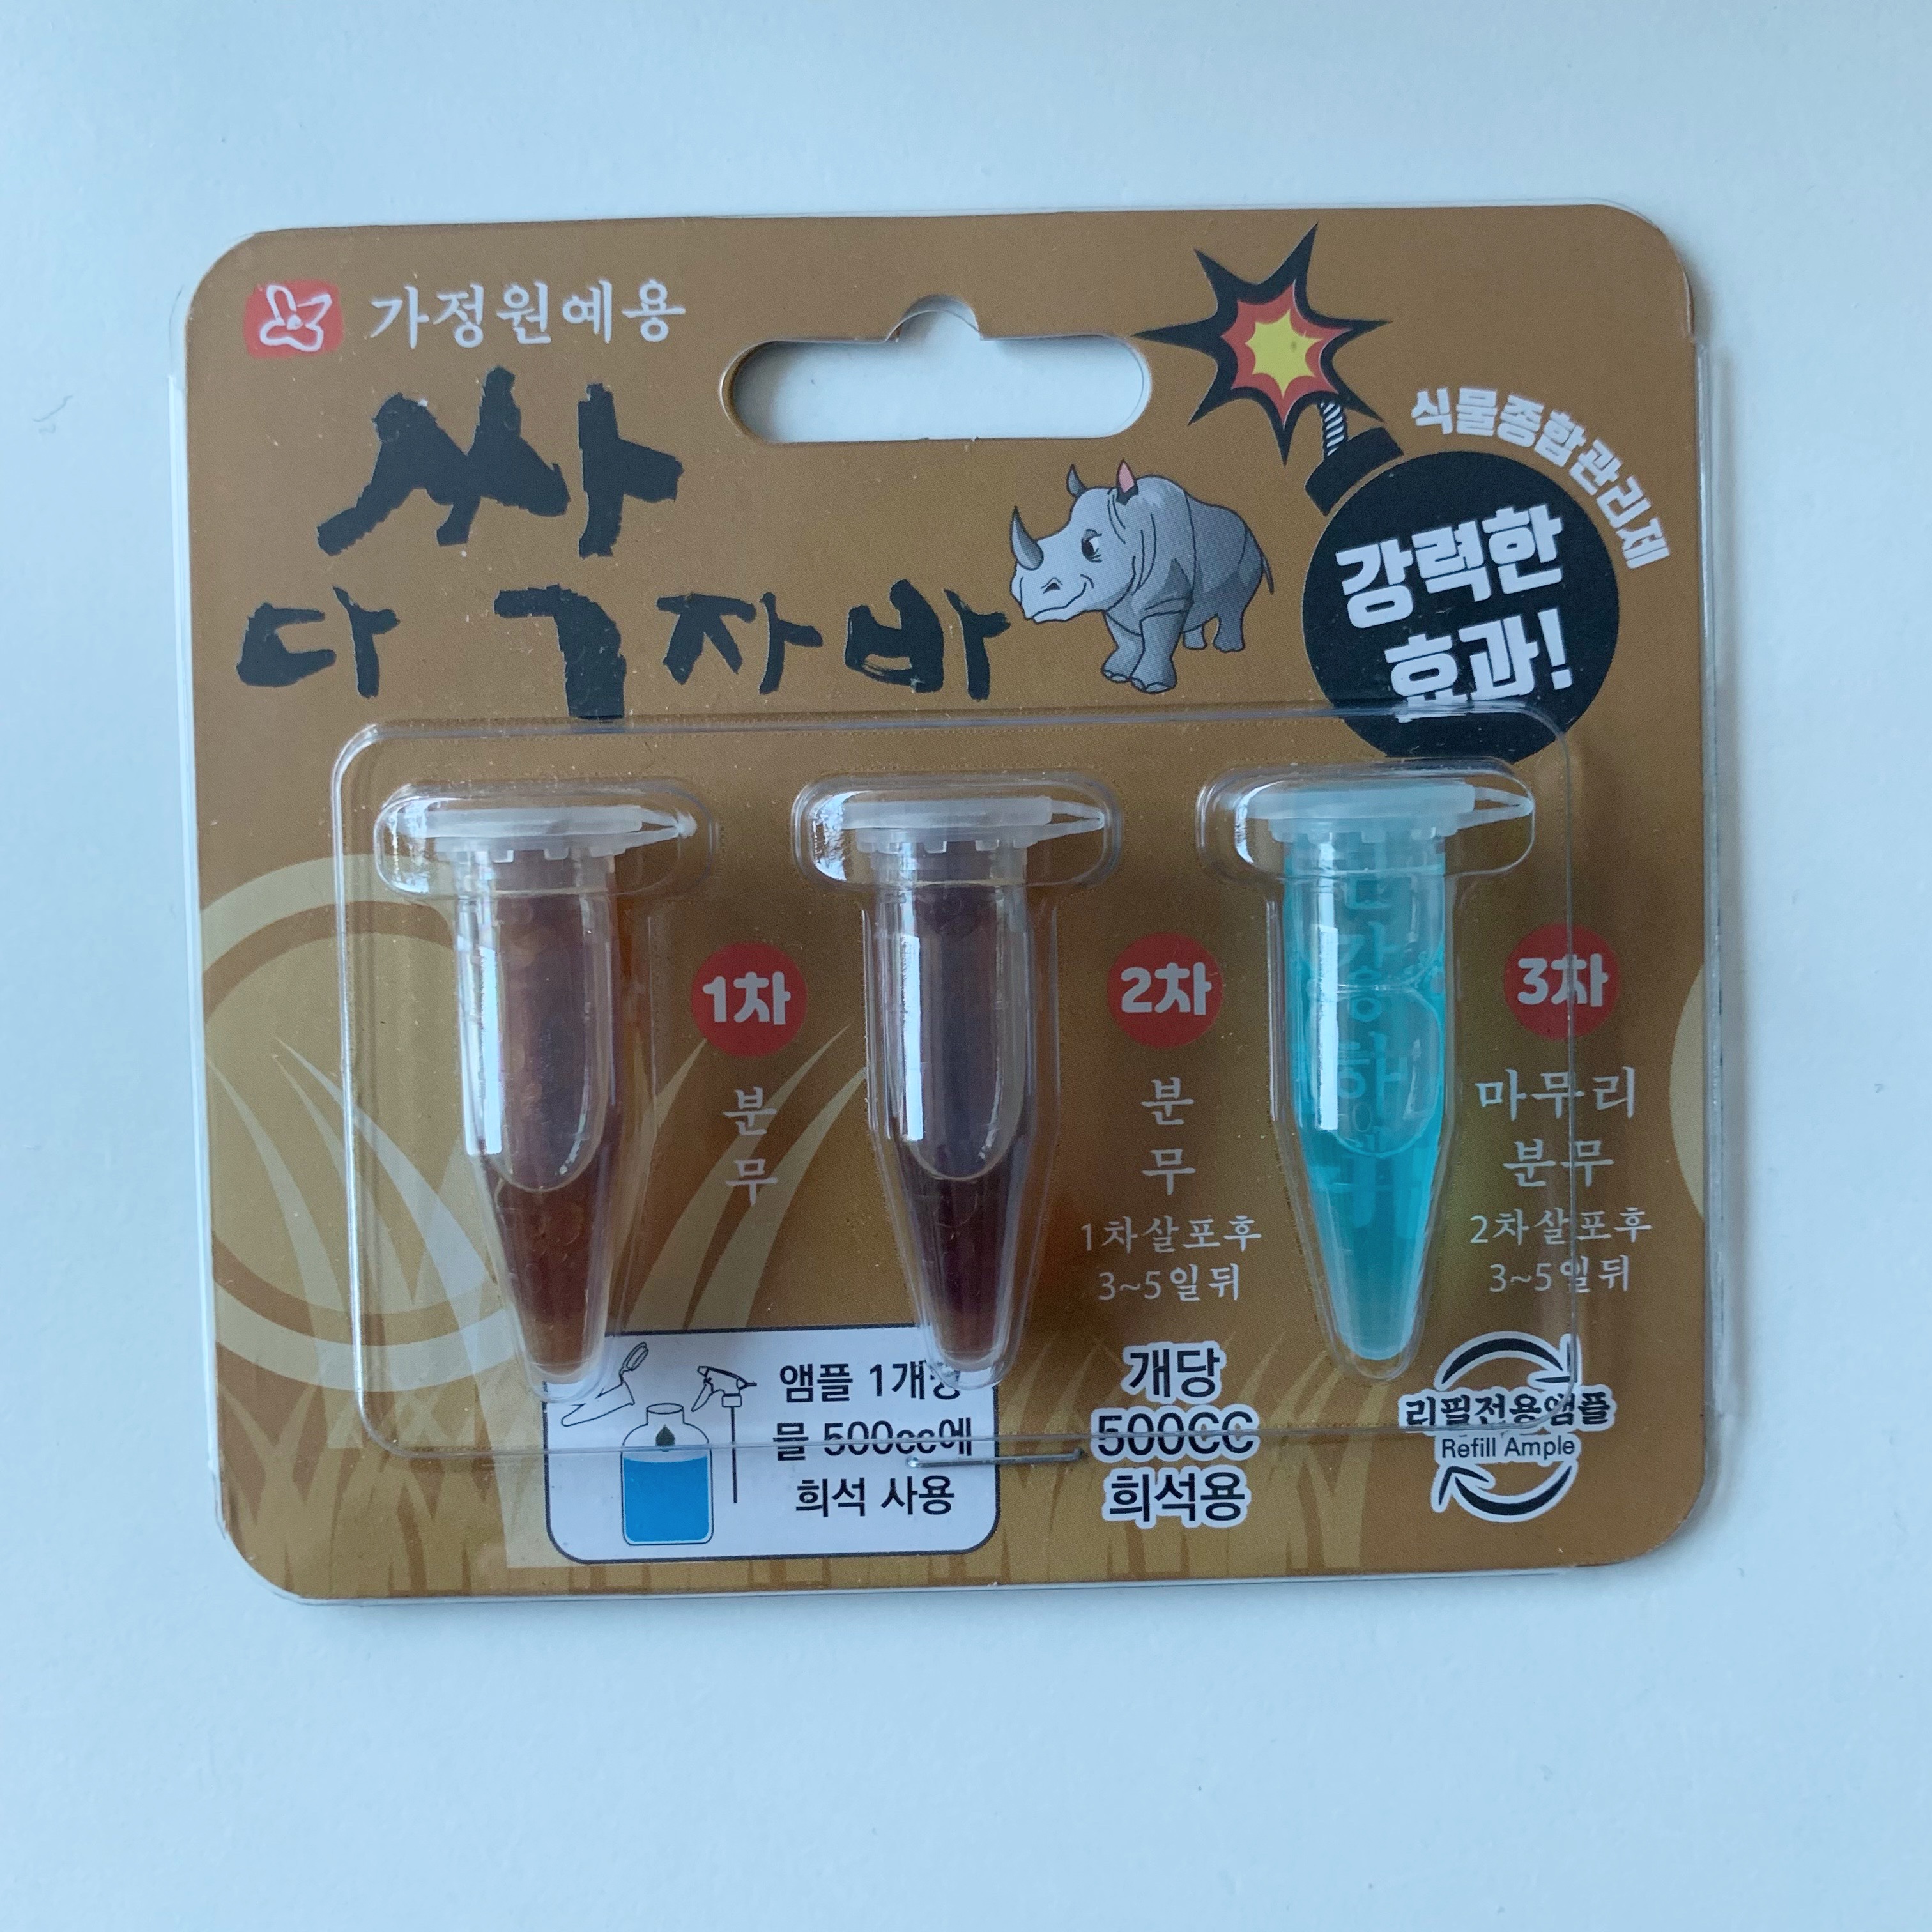 가정원예용
싹
다 ㄱ자바
식물종합관리제
강력한
효과!
1차
분
무
2차
분
무
1차살포후
3~5일뒤
3차
마무리
분무
2차살포후
3~5일뒤
앰플 1개당
물 500cc에
희석 사용
개당
500CC
희석용
리필전용앰플
Refill Ample